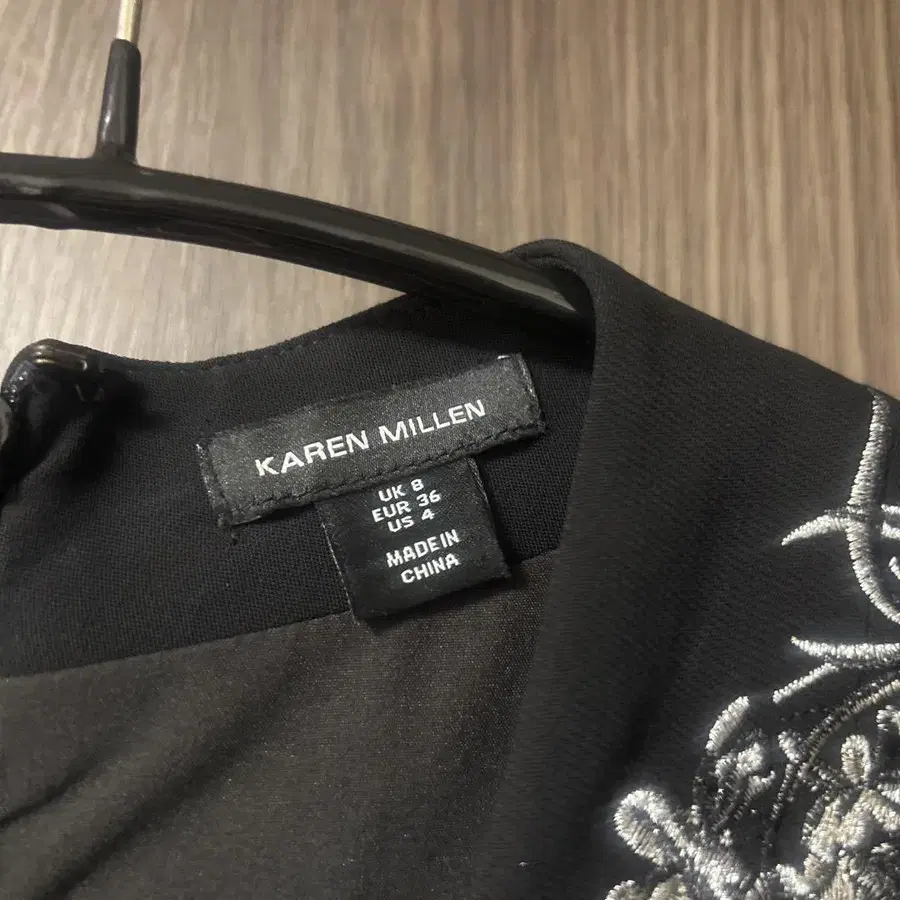 KAREN MILLEN
UK 8
EUR 36
US 4
MADE IN
CHINA